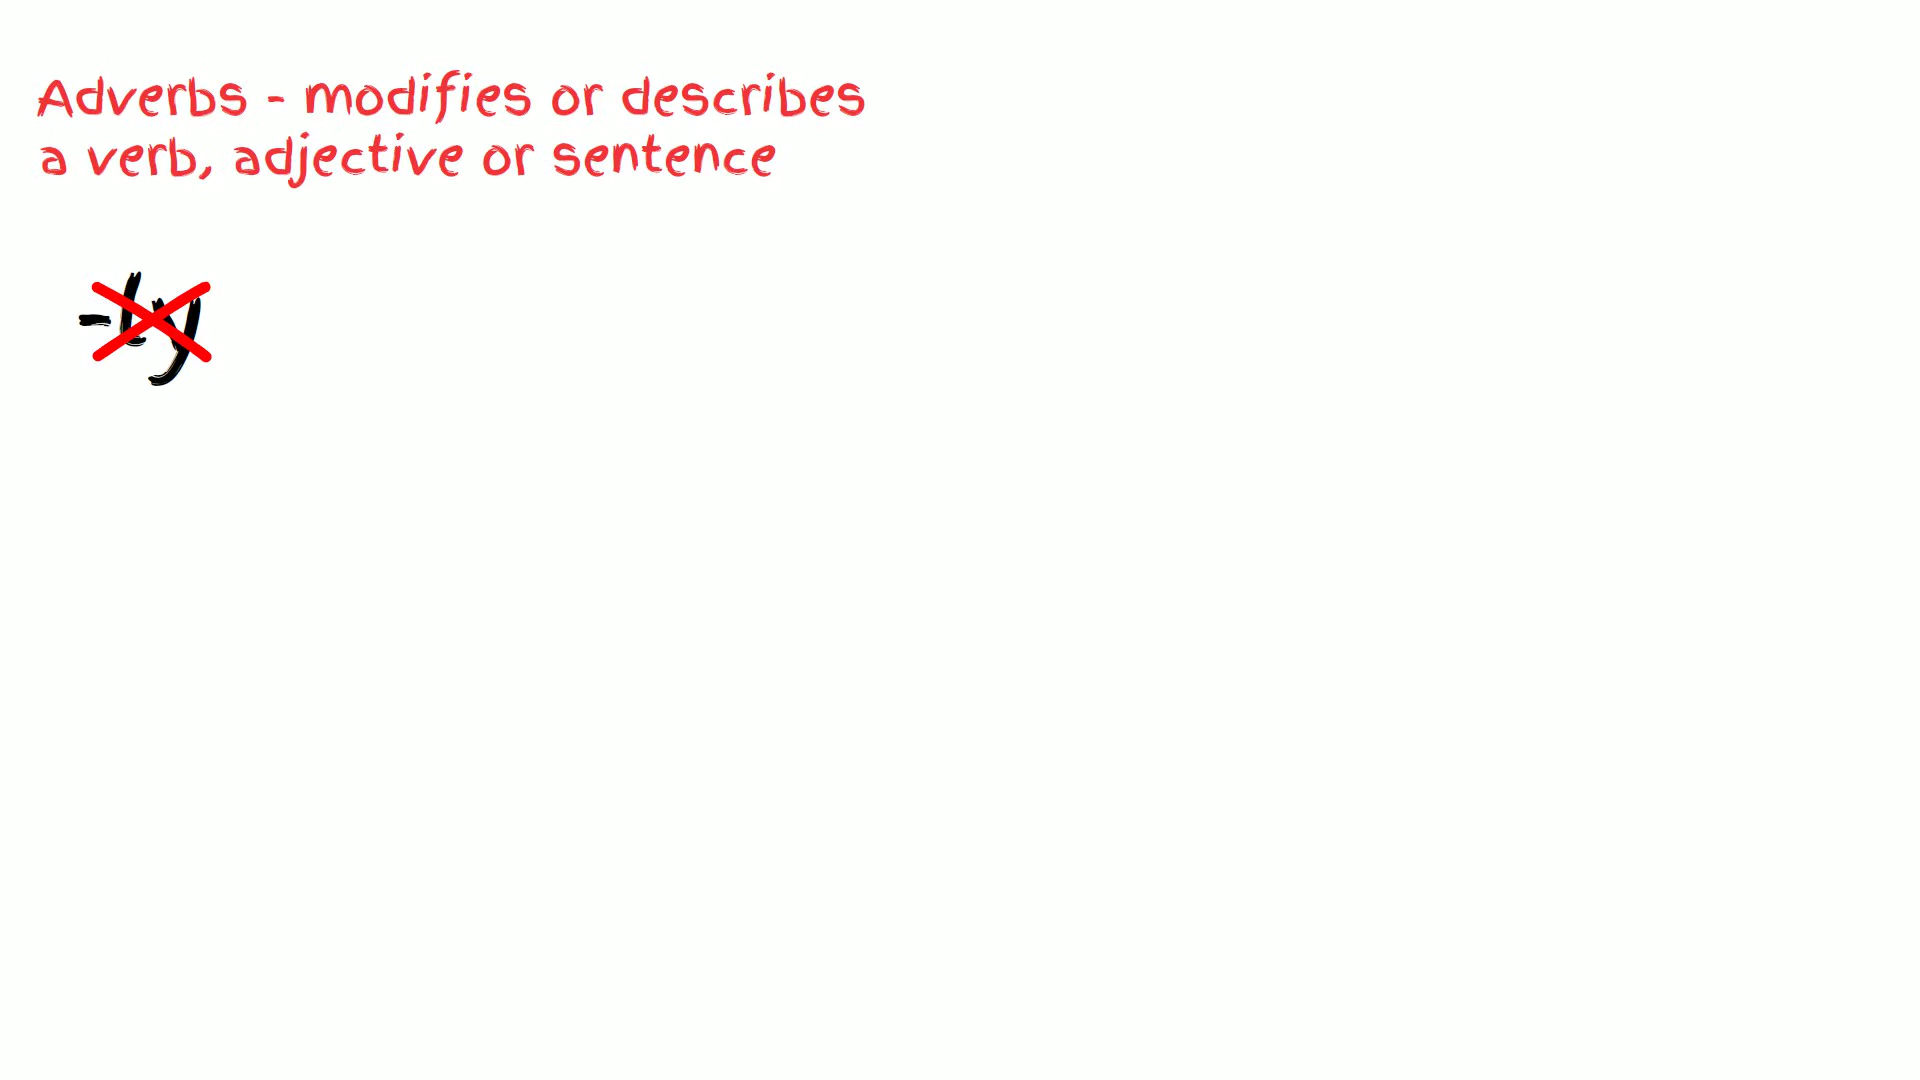 Adverbs - modifies or describes
a verb, adjective or sentence
-ly